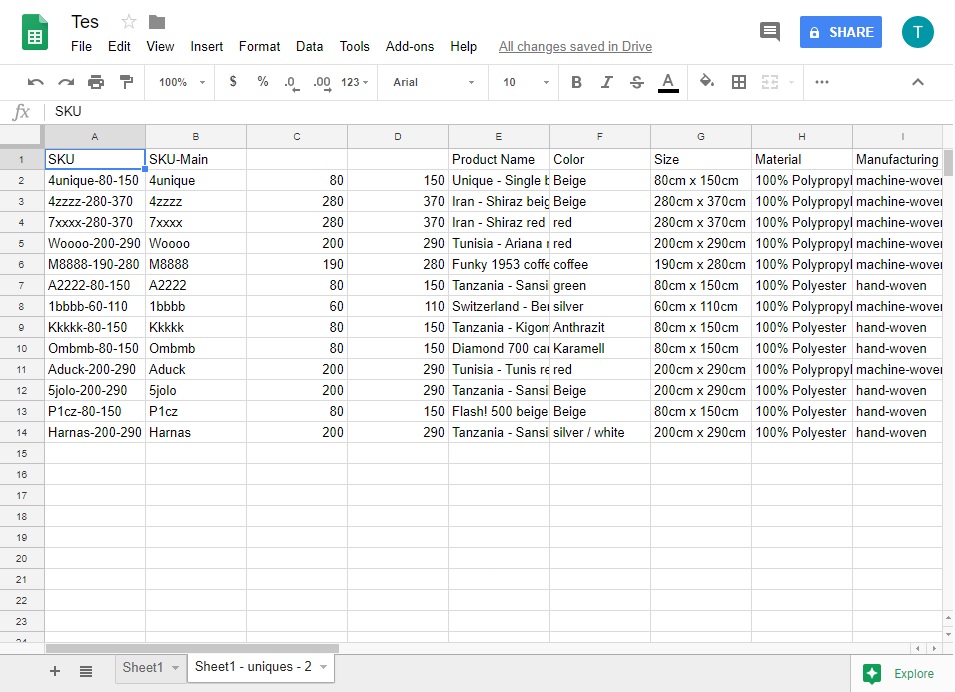 Tes
File Edit View Insert Format Data Tools Add-ons Help All changes saved in Drive
SHARE
T
100% $ % .0 .00 123 Arial 10 B I S A
fx SKU
A B C D E F G H I
1 SKU SKU-Main Product Name Color Size Material Manufacturing
2 4unique-80-150 4unique 80 150 Unique - Single b Beige 80cm x 150cm 100% Polypropyl machine-woven
3 4zzzz-280-370 4zzzz 280 370 Iran - Shiraz beig Beige 280cm x 370cm 100% Polypropyl machine-woven
4 7xxxx-280-370 7xxxx 280 370 Iran - Shiraz red red 280cm x 370cm 100% Polypropyl machine-woven
5 Woooo-200-290 Woooo 200 290 Tunisia - Ariana r red 200cm x 290cm 100% Polypropyl machine-woven
6 M8888-190-280 M8888 190 280 Funky 1953 coffe coffee 190cm x 280cm 100% Polypropyl machine-woven
7 A2222-80-150 A2222 80 150 Tanzania - Sansi green 80cm x 150cm 100% Polyester hand-woven
8 1bbbb-60-110 1bbbb 60 110 Switzerland - Ber silver 60cm x 110cm 100% Polypropyl machine-woven
9 Kkkkk-80-150 Kkkkk 80 150 Tanzania - Kigom Anthrazit 80cm x 150cm 100% Polyester hand-woven
10 Ombmb-80-150 Ombmb 80 150 Diamond 700 car Karamell 80cm x 150cm 100% Polyester hand-woven
11 Aduck-200-290 Aduck 200 290 Tunisia - Tunis re red 200cm x 290cm 100% Polypropyl machine-woven
12 5jolo-200-290 5jolo 200 290 Tanzania - Sansi Beige 200cm x 290cm 100% Polyester hand-woven
13 P1cz-80-150 P1cz 80 150 Flash! 500 beige Beige 80cm x 150cm 100% Polyester hand-woven
14 Harnas-200-290 Harnas 200 290 Tanzania - Sansi silver / white 200cm x 290cm 100% Polyester hand-woven
15
16
17
18
19
20
21
22
23
24
Sheet1 Sheet1 - uniques - 2 Explore